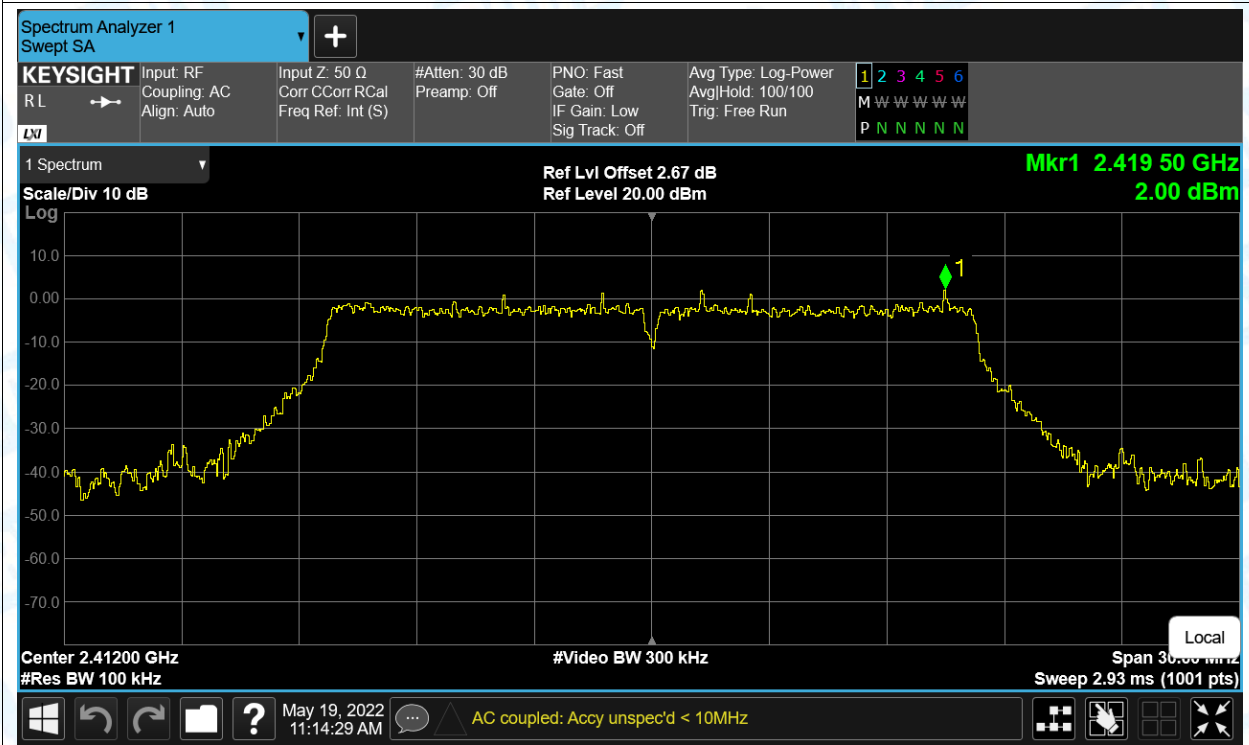 Spectrum Analyzer 1
Swept SA
KEYSIGHT
R L
LXI
Input: RF
Coupling: AC
Align: Auto
Input Z: 50 Ω
Corr CCorr RCal
Freq Ref: Int (S)
#Atten: 30 dB
Preamp: Off
PNO: Fast
Gate: Off
IF Gain: Low
Sig Track: Off
Avg Type: Log-Power
Avg|Hold: 100/100
Trig: Free Run
1 2 3 4 5 6
M W W W W W
P N N N N N
1 Spectrum
Scale/Div 10 dB
Log
Ref Lvl Offset 2.67 dB
Ref Level 20.00 dBm
Mkr1 2.419 50 GHz
2.00 dBm
10.0
0.00
-10.0
-20.0
-30.0
-40.0
-50.0
-60.0
-70.0
1
Local
Center 2.41200 GHz
#Res BW 100 kHz
#Video BW 300 kHz
Span 30.00 MHz
Sweep 2.93 ms (1001 pts)
?
May 19, 2022
11:14:29 AM
AC coupled: Accy unspec'd < 10MHz